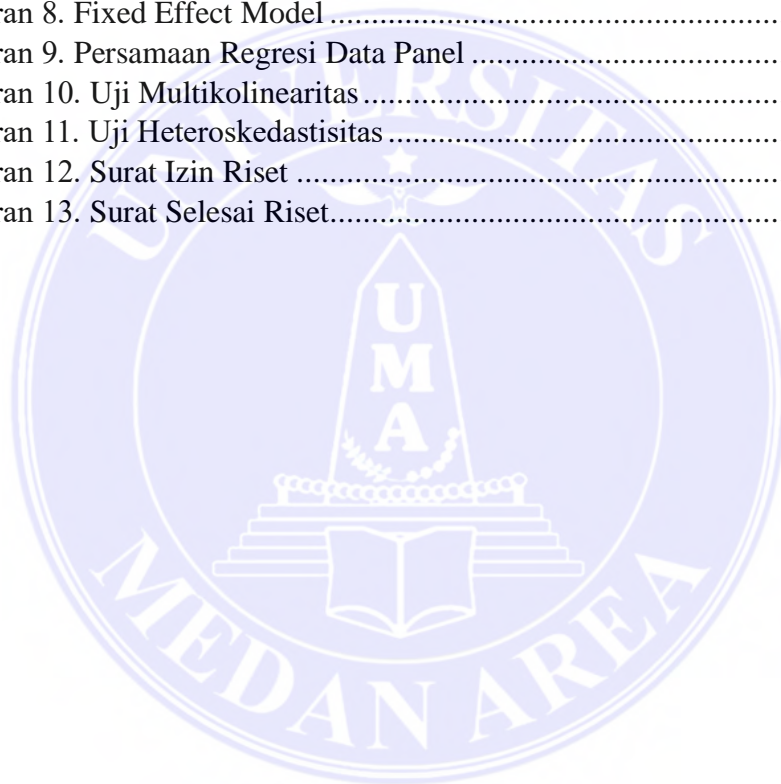 ran 8. Fixed Effect Model ..........................................................
ran 9. Persamaan Regresi Data Panel ........................................
ran 10. Uji Multikolinearitas ......................................................
ran 11. Uji Heteroskedastisitas ..................................................
ran 12. Surat Izin Riset ..............................................................
ran 13. Surat Selesai Riset..........................................................
UNIVERSITAS
U
M
A
MEDAN AREA